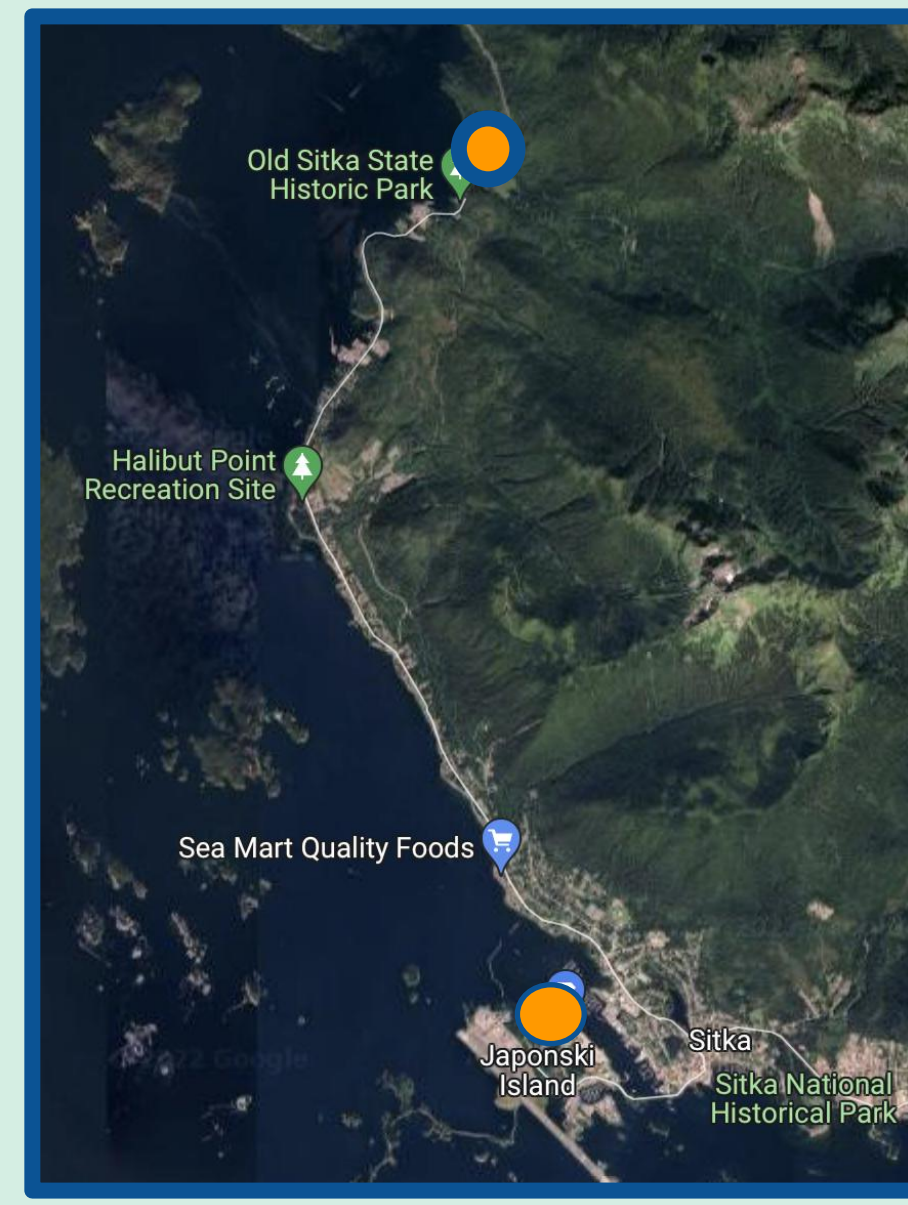 Old Sitka State
Historic Park
Halibut Point
Recreation Site
Sea Mart Quality Foods
Japonski
Island
Sitka
Sitka National
Historical Park